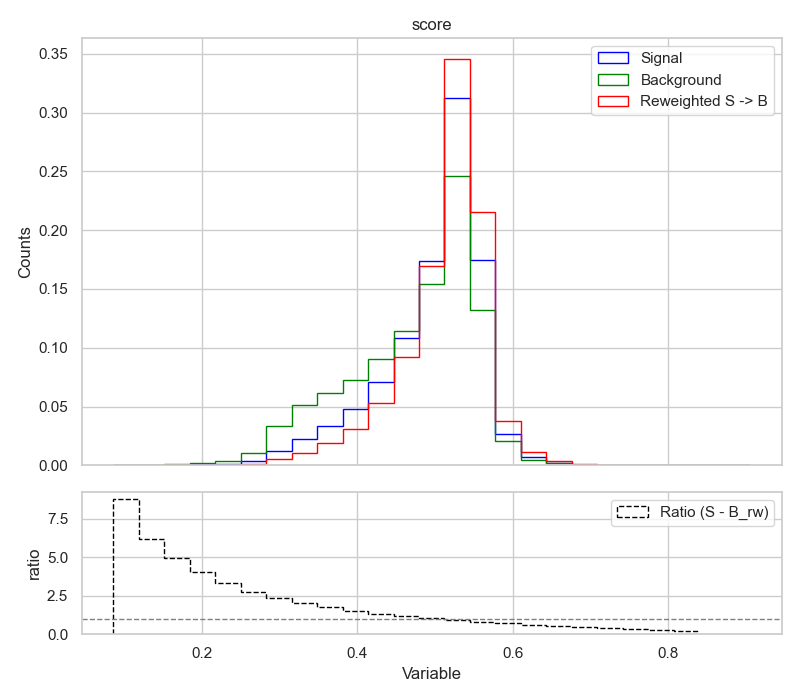 score
0.35
0.30
0.25
0.20
0.15
0.10
0.05
0.00
Counts
Signal
Background
Reweighted S -> B
7.5
5.0
2.5
0.0
ratio
Ratio (S - B_rw)
0.2
0.4
0.6
0.8
Variable